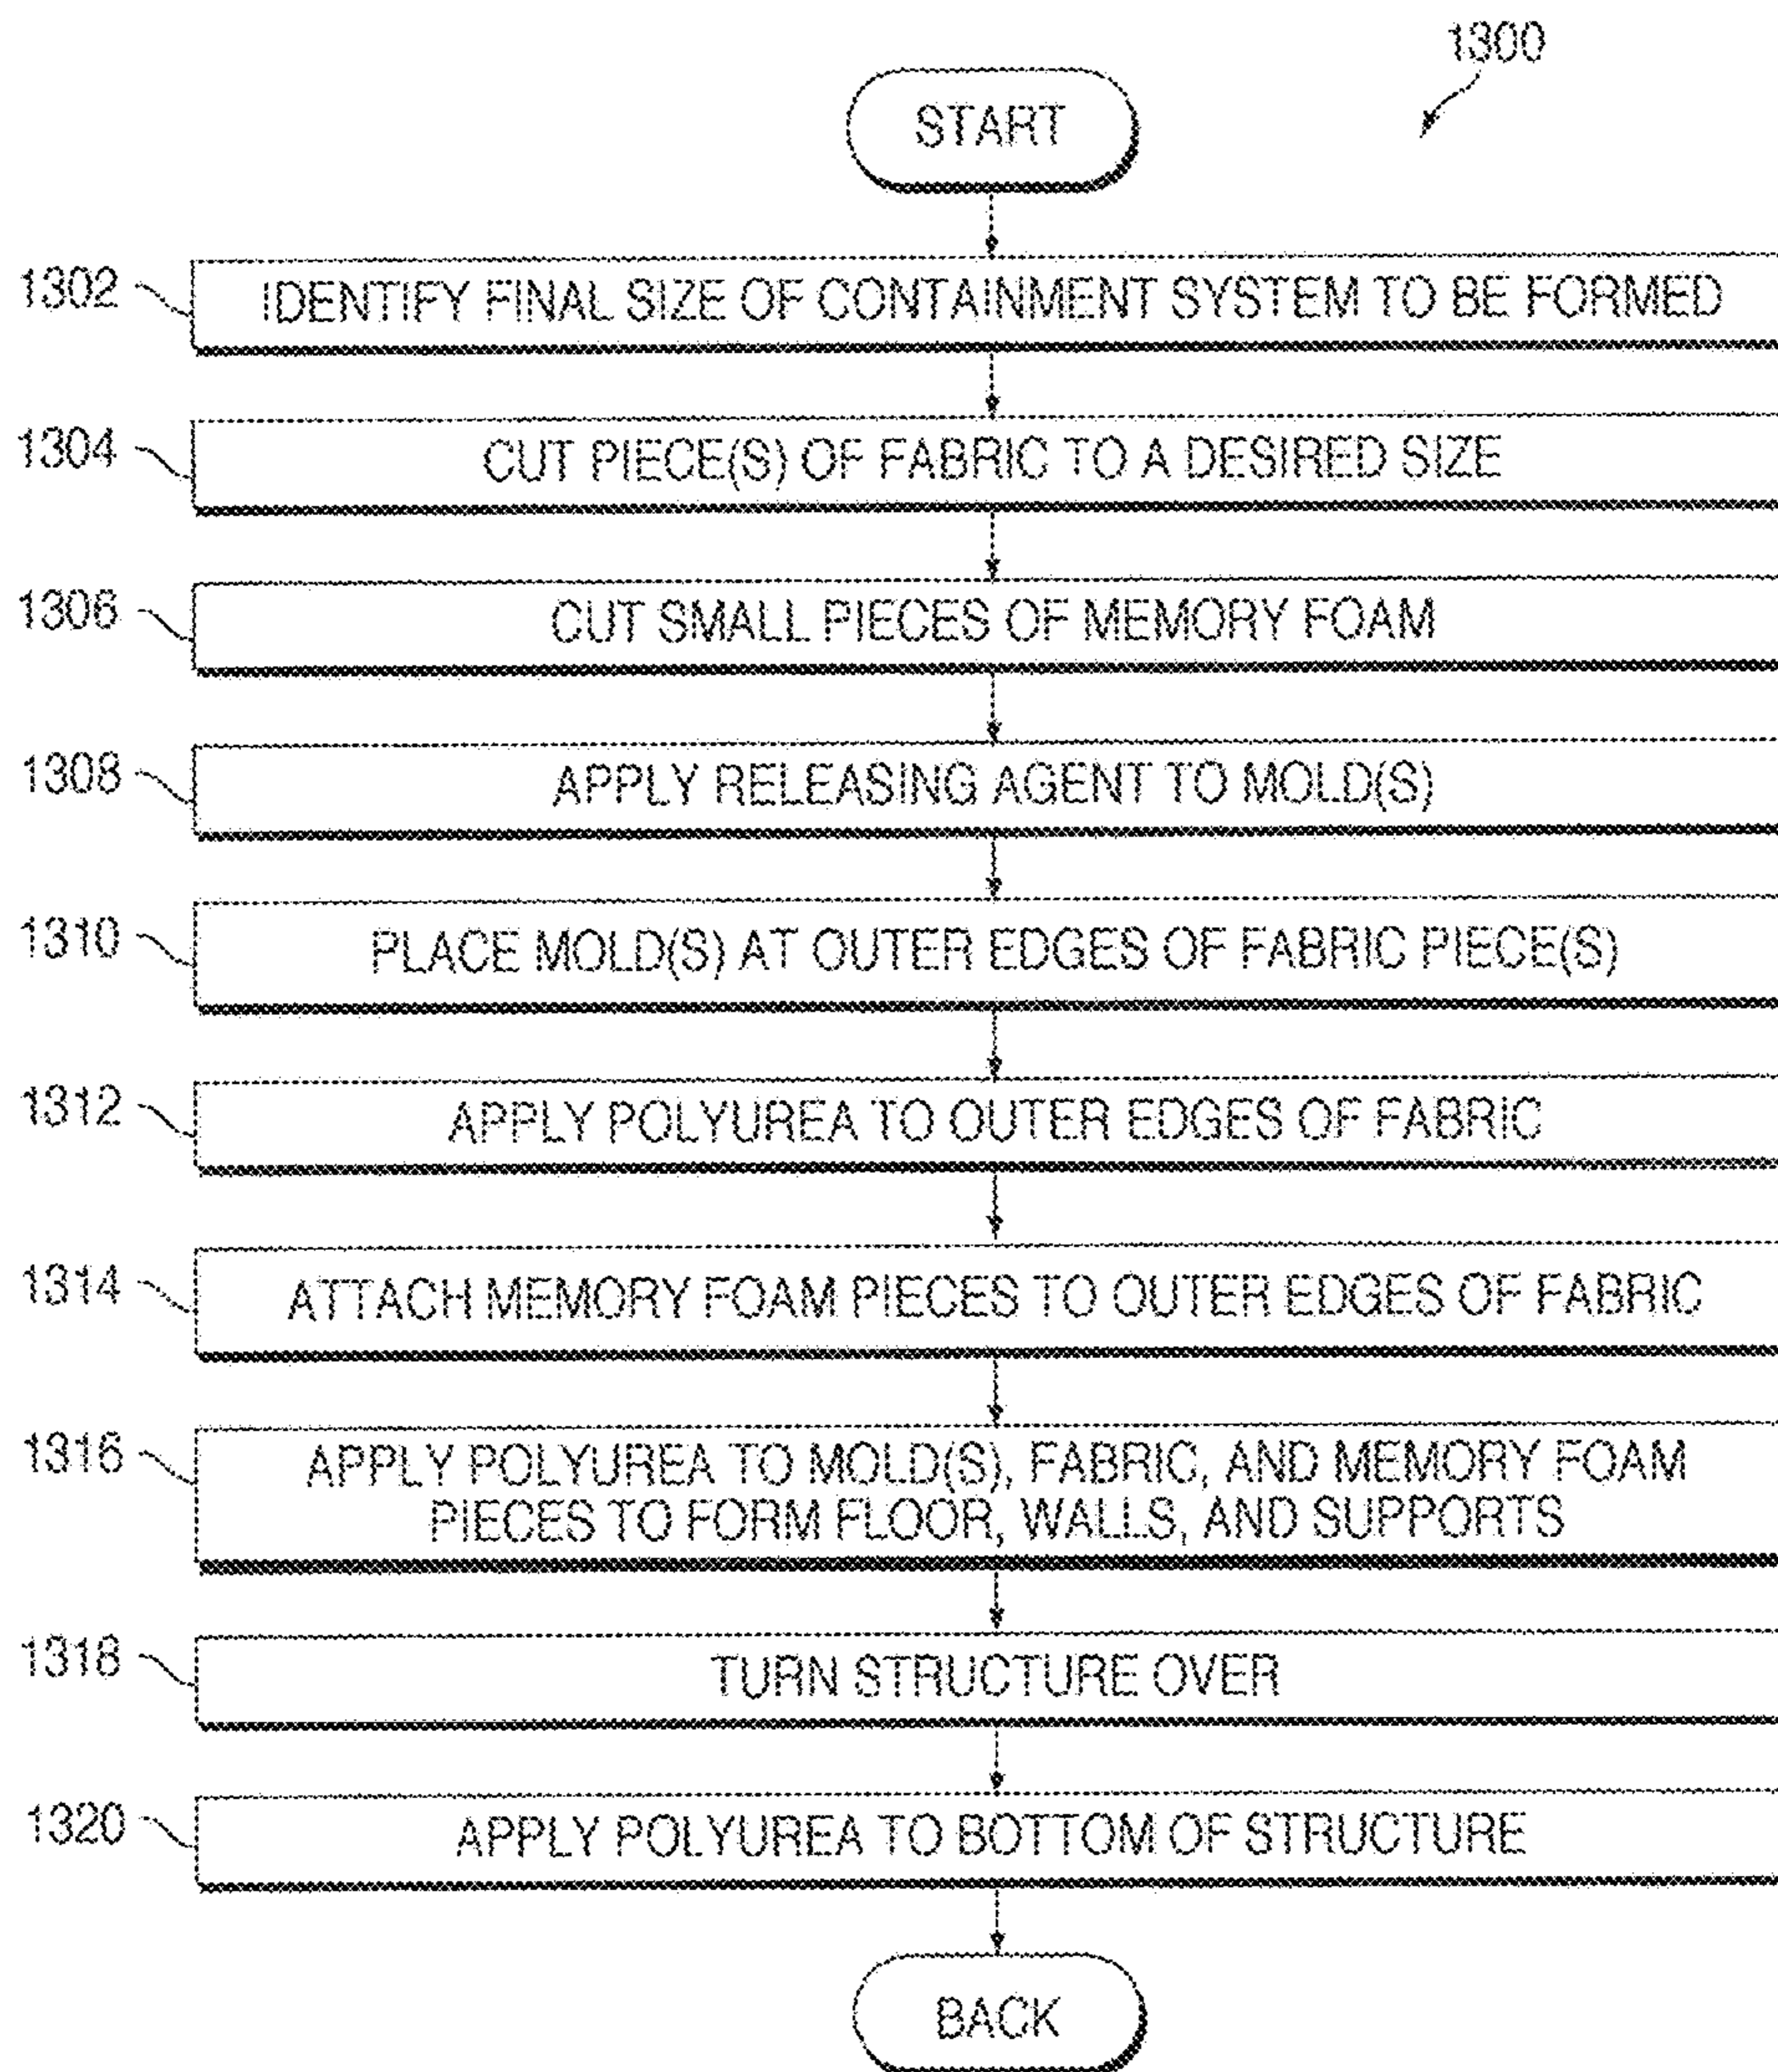 1300
START
1302
IDENTIFY FINAL SIZE OF CONTAINMENT SYSTEM TO BE FORMED
1304
CUT PIECE(S) OF FABRIC TO A DESIRED SIZE
1306
CUT SMALL PIECES OF MEMORY FOAM
1308
APPLY RELEASING AGENT TO MOLD(S)
1310
PLACE MOLD(S) AT OUTER EDGES OF FABRIC PIECE(S)
1312
APPLY POLYUREA TO OUTER EDGES OF FABRIC
1314
ATTACH MEMORY FOAM PIECES TO OUTER EDGES OF FABRIC
1316
APPLY POLYUREA TO MOLD(S), FABRIC, AND MEMORY FOAM
PIECES TO FORM FLOOR, WALLS, AND SUPPORTS
1318
TURN STRUCTURE OVER
1320
APPLY POLYUREA TO BOTTOM OF STRUCTURE
BACK